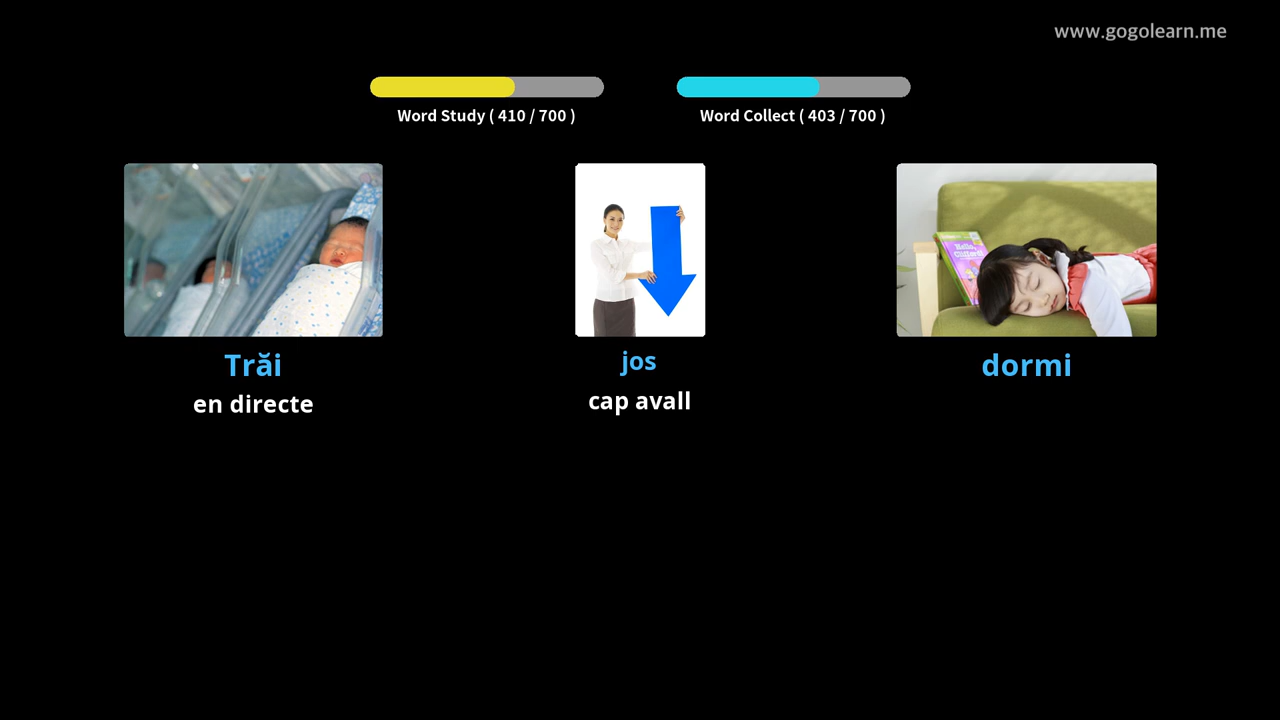 www.gogolearn.me
Word Study ( 410 / 700 )
Word Collect ( 403 / 700 )
Trăi
en directe
jos
cap avall
dormi